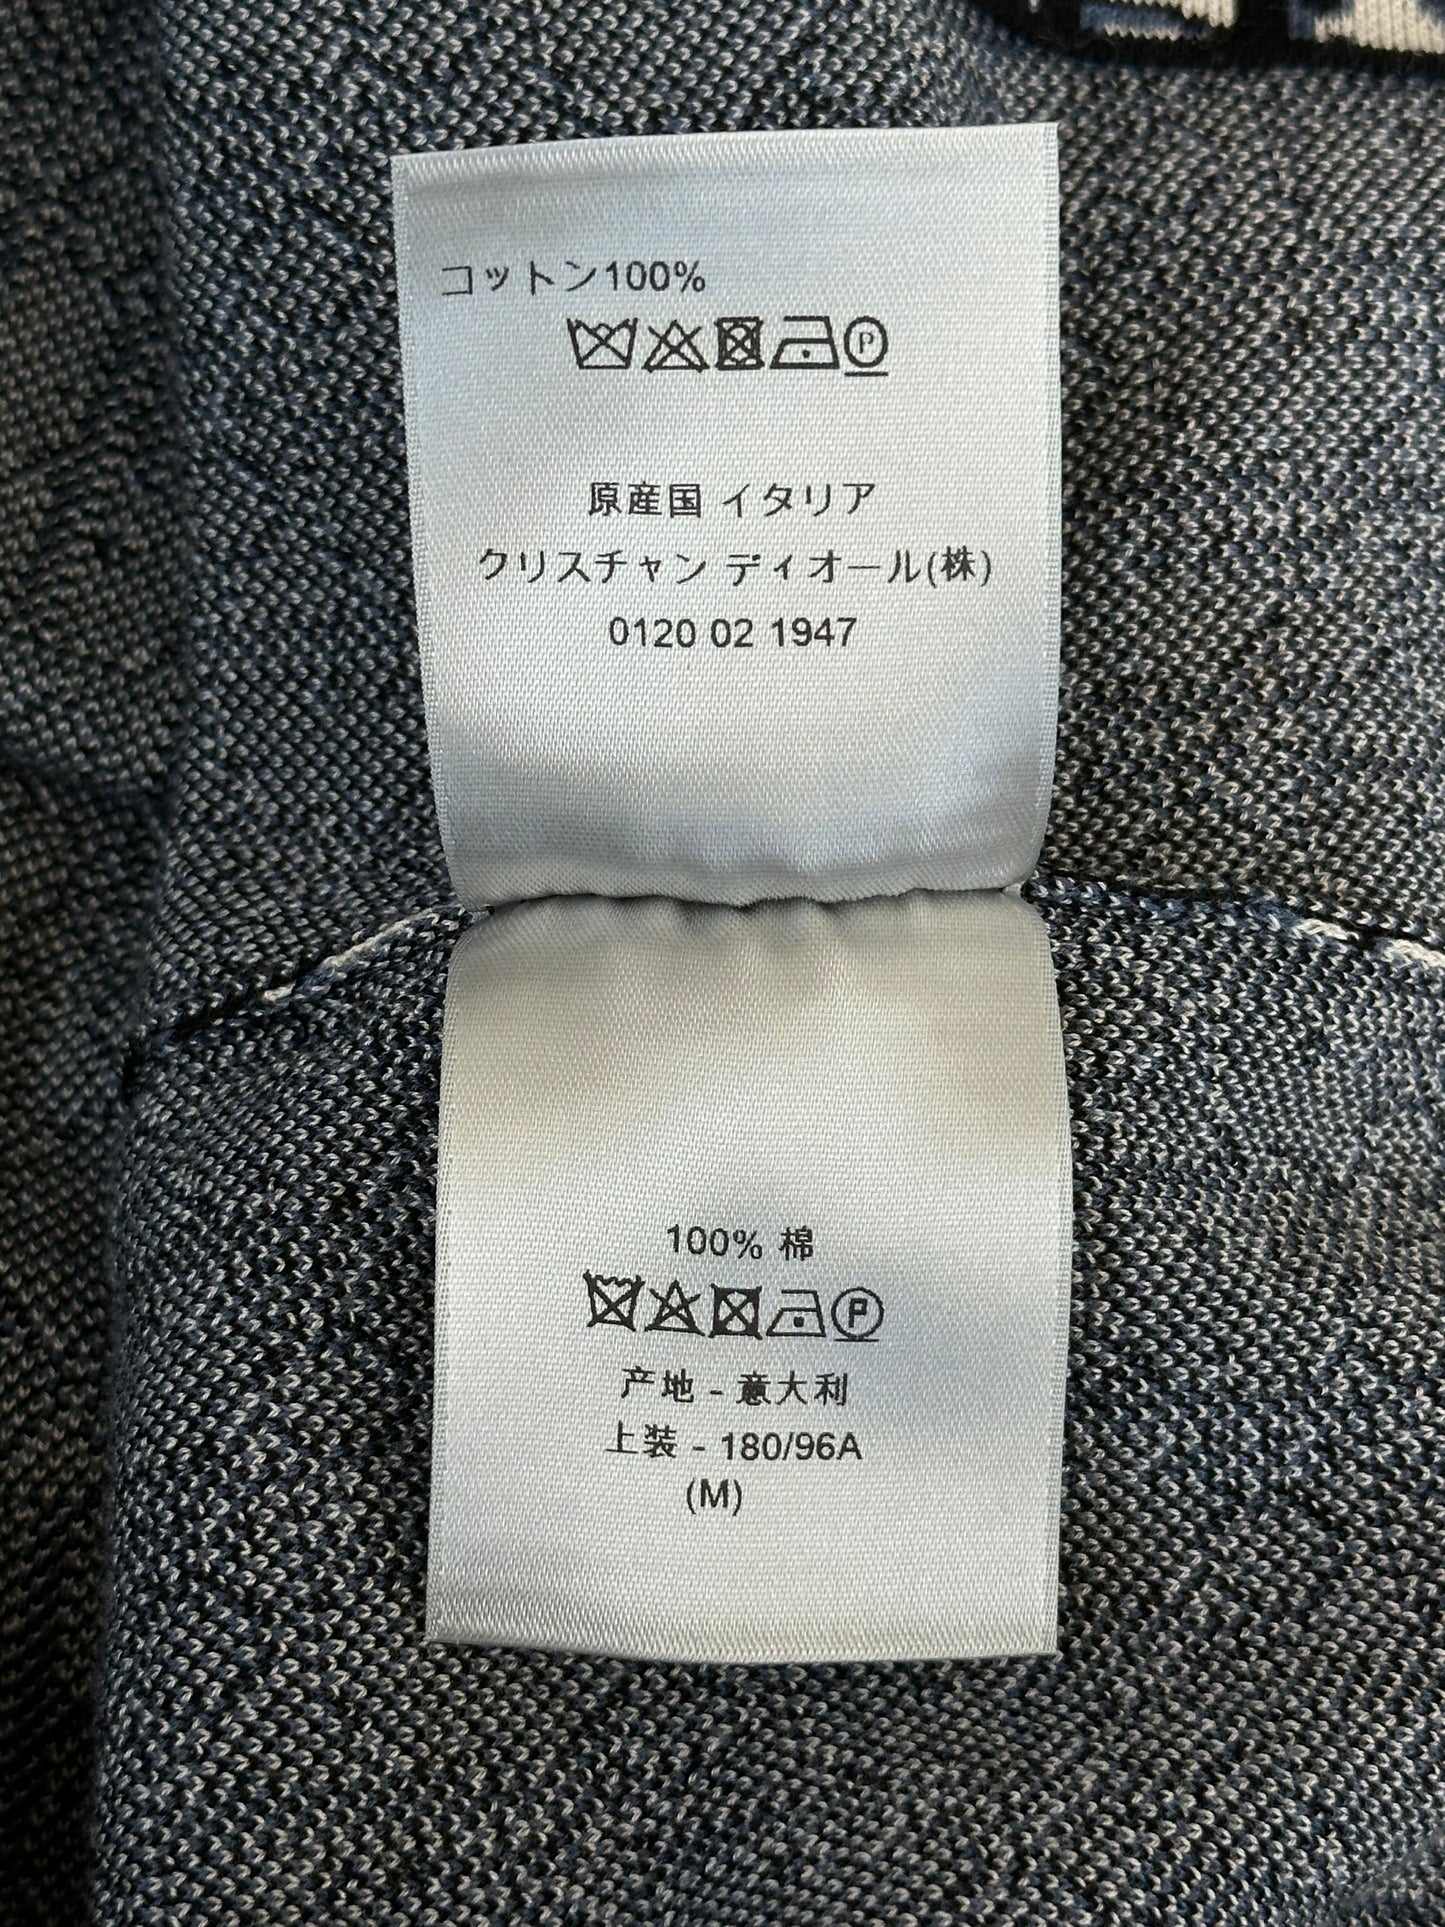 コットン100%
P
原産国 イタリア
クリスチャン ディオール(株)
0120 02 1947
100% 棉
P
产地 - 意大利
上装 - 180/96A
(M)